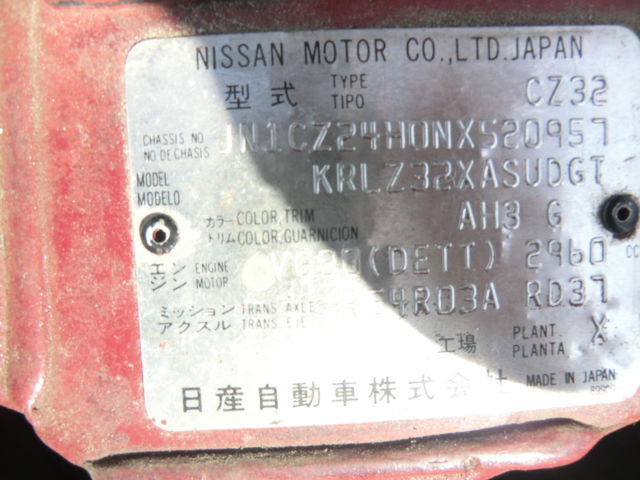 NISSAN MOTOR CO.,LTD.JAPAN
型式 TYPE TIPO CZ32
CHASSIS NO NO DE CHASIS JN1CZ24H0NX520957
MODEL MODELO KRLZ32XASUDGT
カラー COLOR,TRIM AH3 G
トリム COLOR,GUARNICION
エンジン ENGINE MOTOR VG30(DETT) 2960 CC
ミッション TRANS. AXLE RE4R03A RD37
アクスル TRANS. EJE
工場 PLANT. PLANTA X
日産自動車株式会社 MADE IN JAPAN